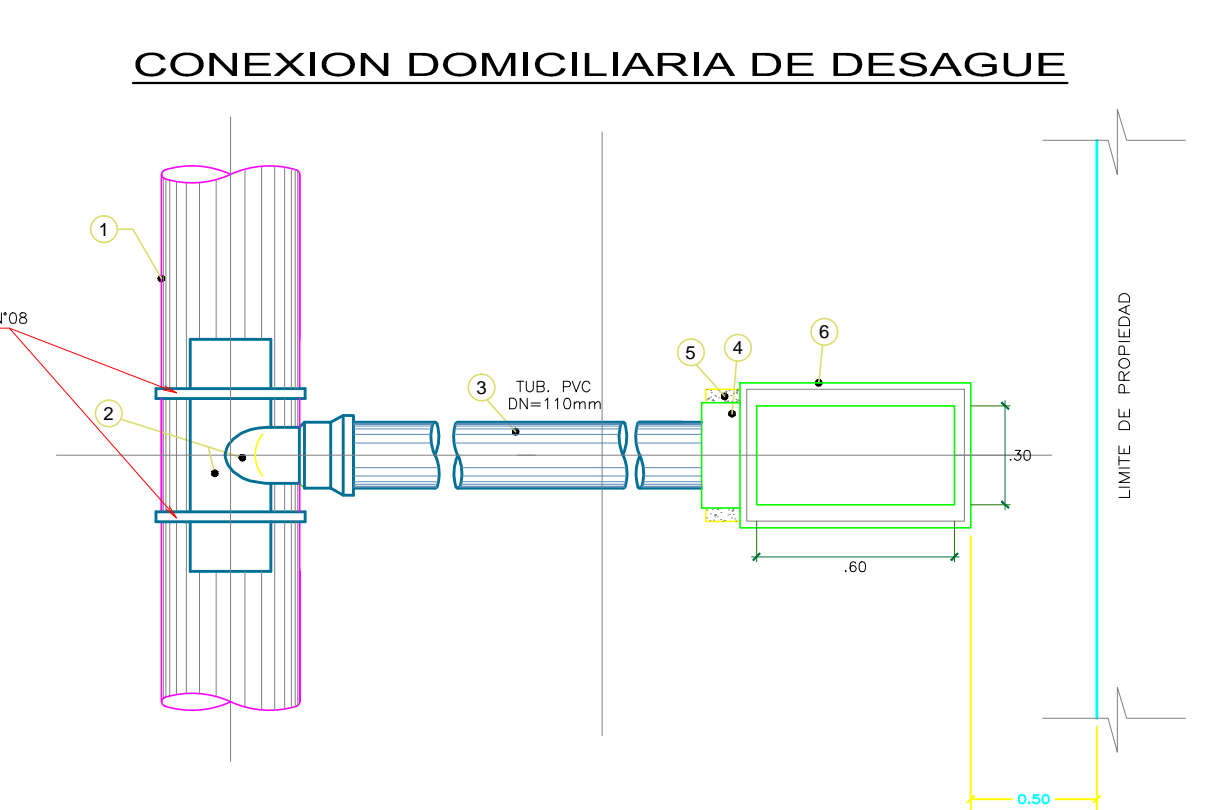 CONEXION DOMICILIARIA DE DESAGUE
1
N°08
2
3
TUB. PVC
DN=110mm
5
4
6
.30
.60
LIMITE DE PROPIEDAD
0.50